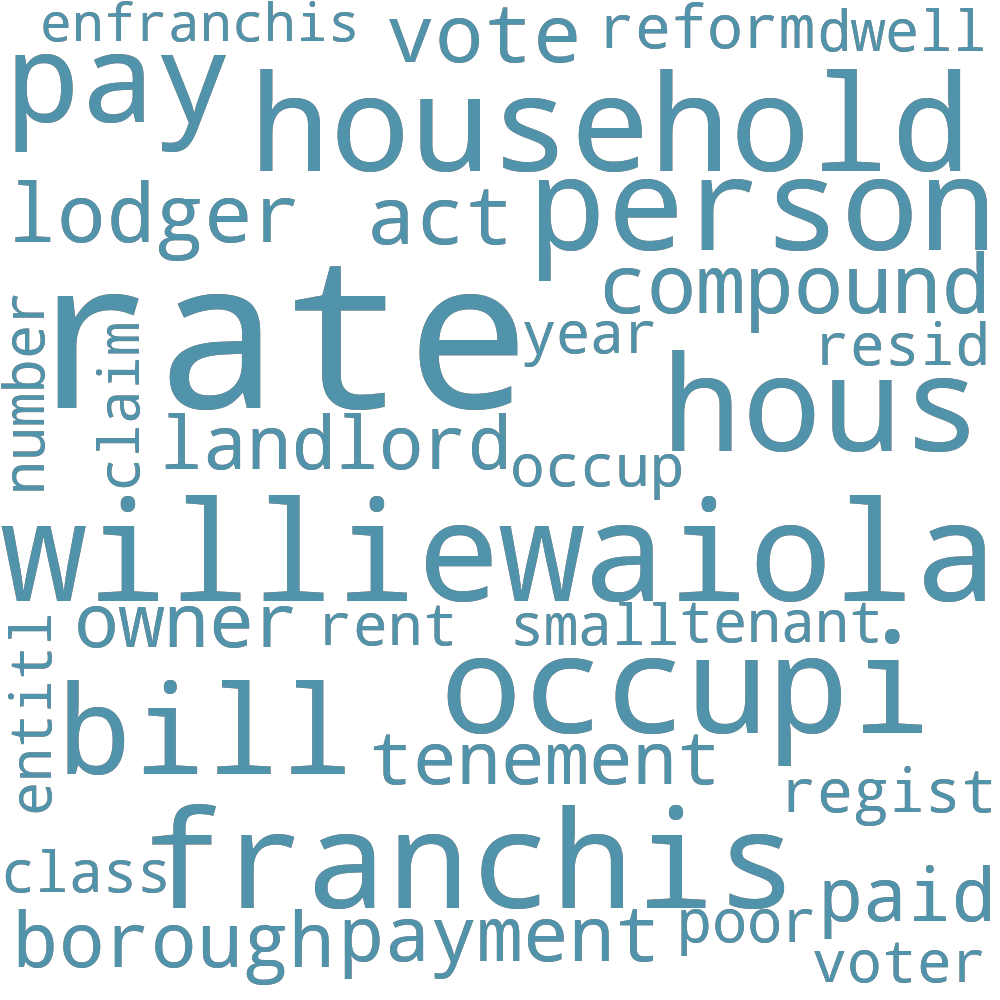 enfranchis vote reform dwell
pay household
lodger act person
compound
rate year resid
number claim hous
landlord occup
williewaiola
owner rent small tenant
entitl bill occupi
tenement
regist
franchis
class paid
borough payment poor
voter